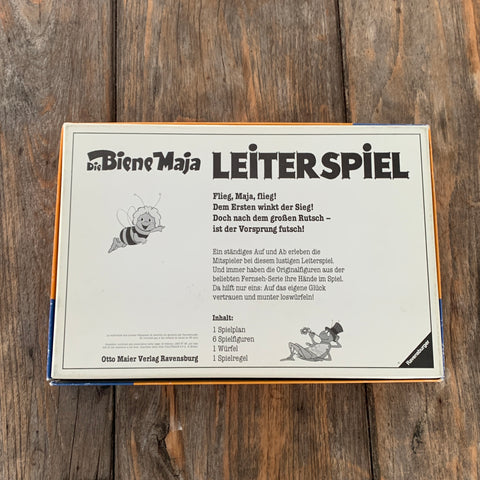 Die Biene Maja LEITERSPIEL
Flieg, Maja, flieg!
Dem Ersten winkt der Sieg!
Doch nach dem großen Rutsch –
ist der Vorsprung futsch!
Ein ständiges Auf und Ab erleben die
Mitspieler bei diesem lustigen Leiterspiel.
Und immer haben die Originalfiguren aus der
beliebten Fernseh-Serie ihre Hände im Spiel.
Da hilft nur eins: Auf das eigene Glück
vertrauen und munter loswürfeln!
Inhalt:
1 Spielplan
6 Spielfiguren
1 Würfel
1 Spielregel
Otto Maier Verlag Ravensburg
Ravensburger